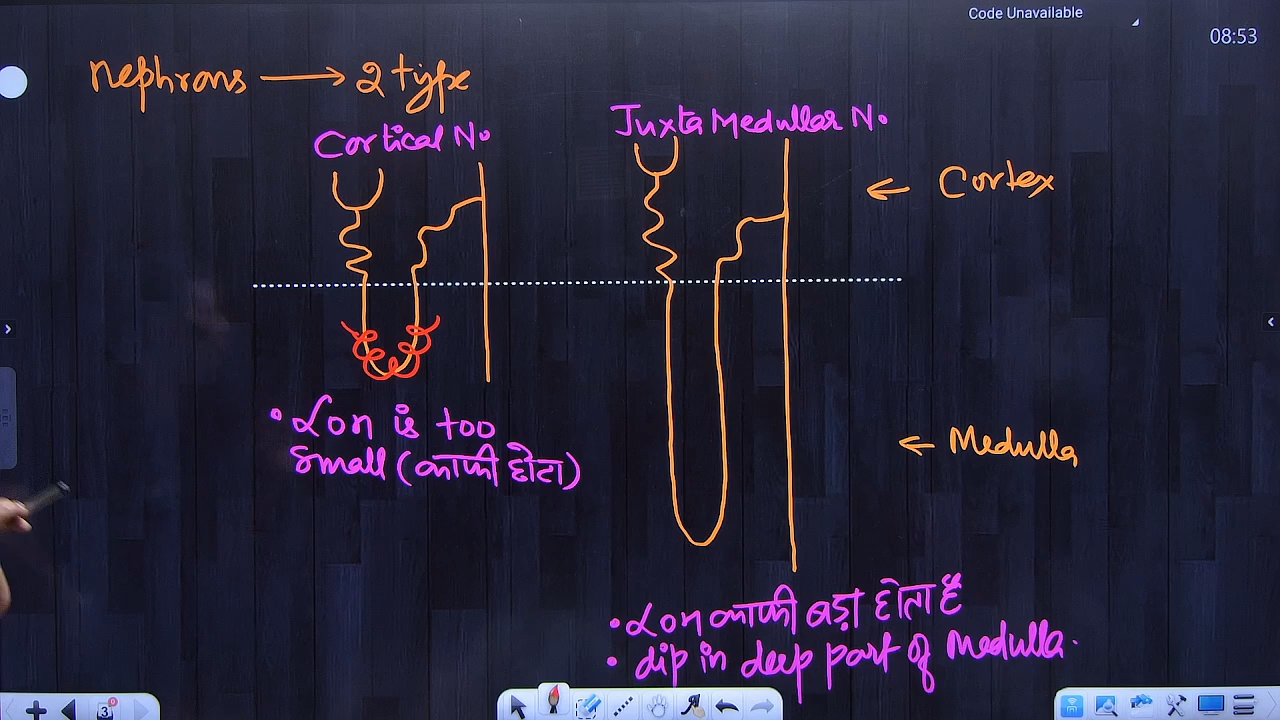 Code Unavailable
08:53
Nephrons → 2 type
Cortical N.
Juxta Medullar N.
← Cortex
← Medulla
• LOH is too
small (काफी छोटा)
• LOH काफी बड़ा होता है
• dip in deep part of Medulla.
3